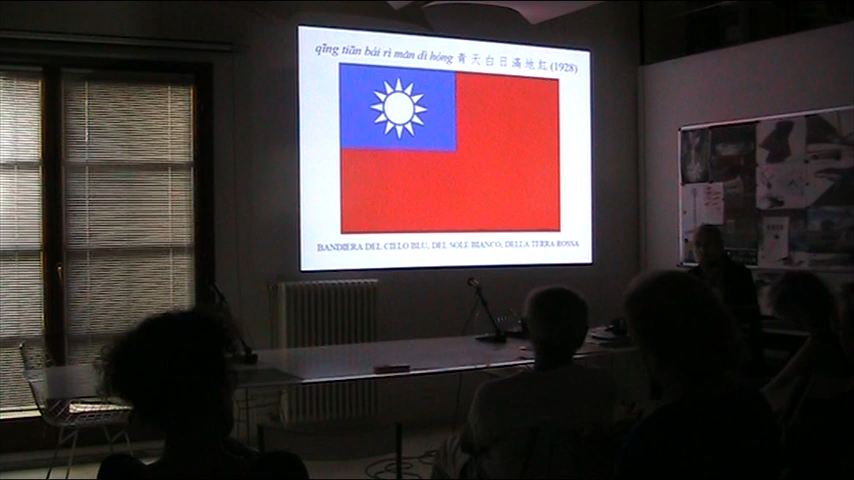 qīng tiān bái rì mǎn dì hóng 青天白日滿地紅 (1928)
BANDIERA DEL CIELO BLU, DEL SOLE BIANCO, DELLA TERRA ROSSA